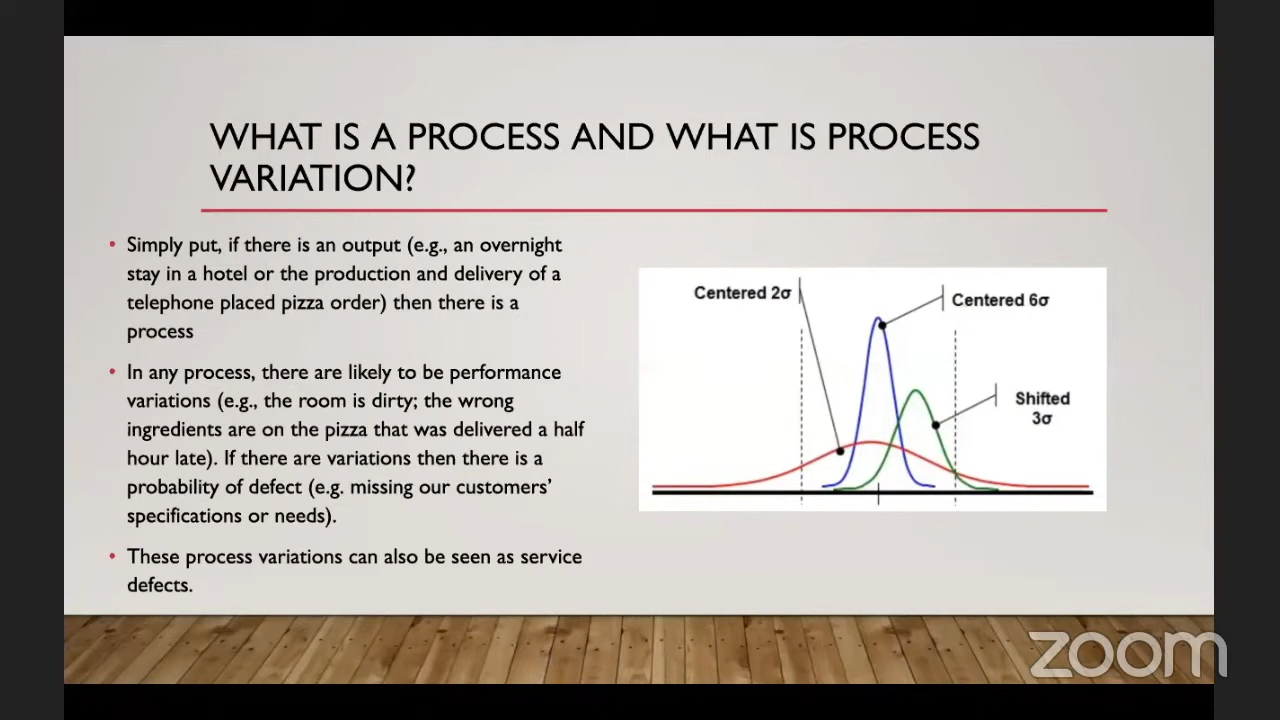 WHAT IS A PROCESS AND WHAT IS PROCESS
VARIATION?
• Simply put, if there is an output (e.g., an overnight
stay in a hotel or the production and delivery of a
telephone placed pizza order) then there is a
process
• In any process, there are likely to be performance
variations (e.g., the room is dirty; the wrong
ingredients are on the pizza that was delivered a half
hour late). If there are variations then there is a
probability of defect (e.g. missing our customers’
specifications or needs).
• These process variations can also be seen as service
defects.
Centered 2σ
Centered 6σ
Shifted
3σ
zoom